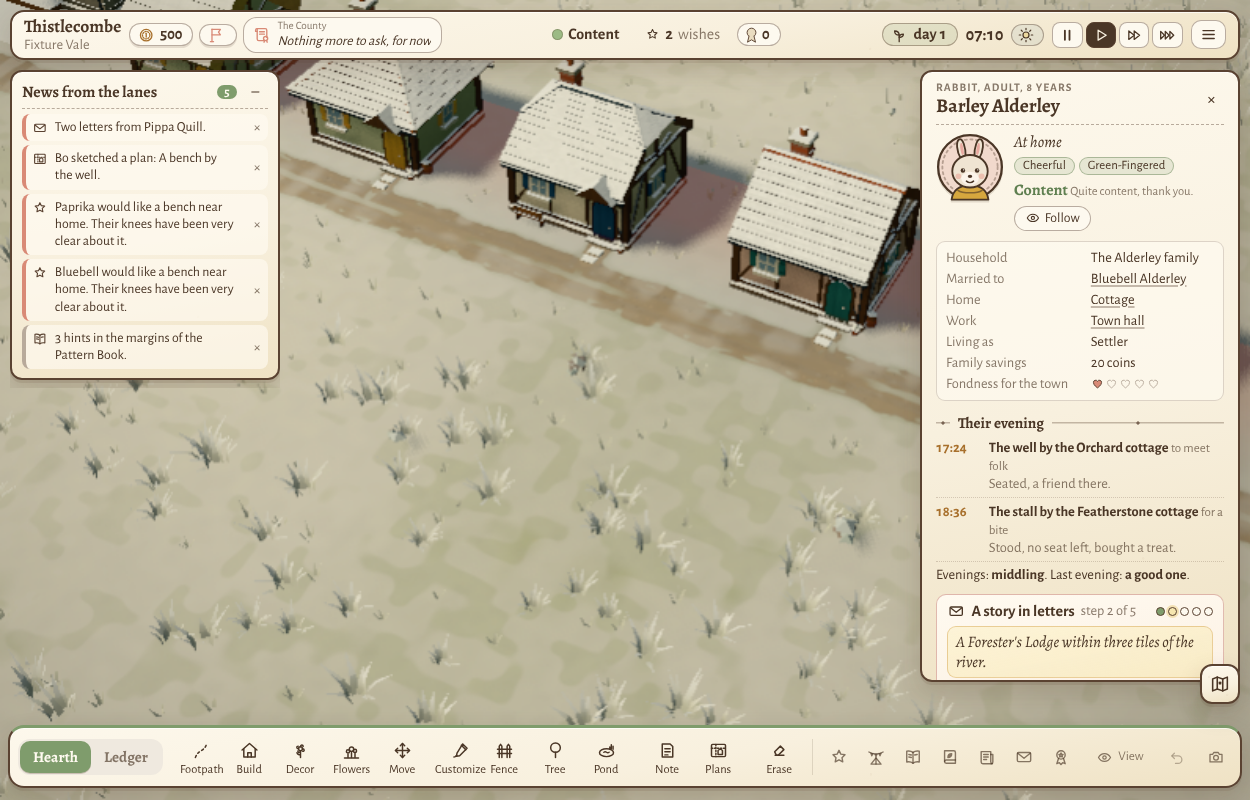 Thistlecombe
Fixture Vale
500
The County
Nothing more to ask, for now
Content
2 wishes
0
day 1
07:10
News from the lanes
5
Two letters from Pippa Quill.
Bo sketched a plan: A bench by
the well.
Paprika would like a bench near
home. Their knees have been very
clear about it.
Bluebell would like a bench near
home. Their knees have been very
clear about it.
3 hints in the margins of the
Pattern Book.
RABBIT, ADULT, 8 YEARS
Barley Alderley
At home
Cheerful
Green-Fingered
Content Quite content, thank you.
Follow
Household The Alderley family
Married to Bluebell Alderley
Home Cottage
Work Town hall
Living as Settler
Family savings 20 coins
Fondness for the town
Their evening
17:24 The well by the Orchard cottage to meet
folk
Seated, a friend there.
18:36 The stall by the Featherstone cottage for a
bite
Stood, no seat left, bought a treat.
Evenings: middling. Last evening: a good one.
A story in letters step 2 of 5
A Forester's Lodge within three tiles of the
river.
Hearth
Ledger
Footpath
Build
Decor
Flowers
Move
Customize
Fence
Tree
Pond
Note
Plans
Erase
View